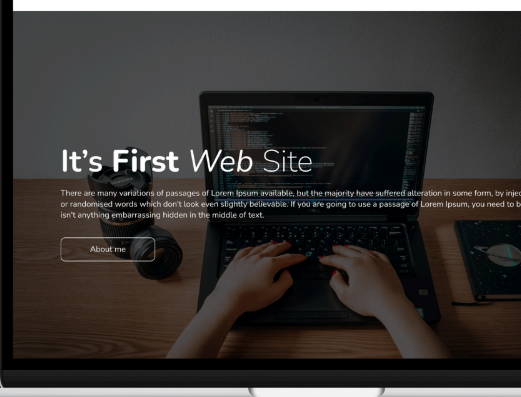 It's First Web Site
There are many variations of passages of Lorem Ipsum available, but the majority have suffered alteration in some form, by
or randomised words which don't look even slightly believable. If you are going to use a passage of Lorem Ipsum, you need to
isn't anything embarrassing hidden in the middle of text.
About me